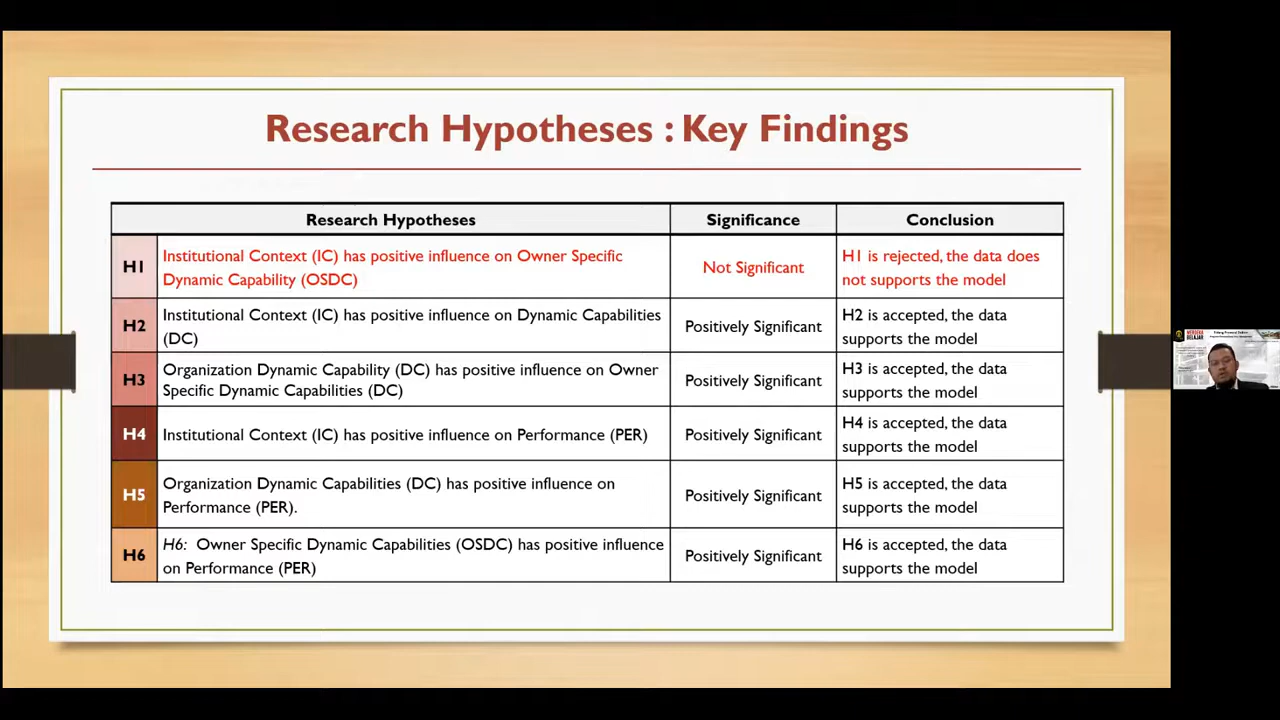 Research Hypotheses : Key Findings
Research Hypotheses
Significance
Conclusion
H1
Institutional Context (IC) has positive influence on Owner Specific
Dynamic Capability (OSDC)
Not Significant
H1 is rejected, the data does
not supports the model
H2
Institutional Context (IC) has positive influence on Dynamic Capabilities
(DC)
Positively Significant
H2 is accepted, the data
supports the model
H3
Organization Dynamic Capability (DC) has positive influence on Owner
Specific Dynamic Capabilities (DC)
Positively Significant
H3 is accepted, the data
supports the model
H4
Institutional Context (IC) has positive influence on Performance (PER)
Positively Significant
H4 is accepted, the data
supports the model
H5
Organization Dynamic Capabilities (DC) has positive influence on
Performance (PER).
Positively Significant
H5 is accepted, the data
supports the model
H6
H6: Owner Specific Dynamic Capabilities (OSDC) has positive influence
on Performance (PER)
Positively Significant
H6 is accepted, the data
supports the model
MERDEKA
BELAJAR